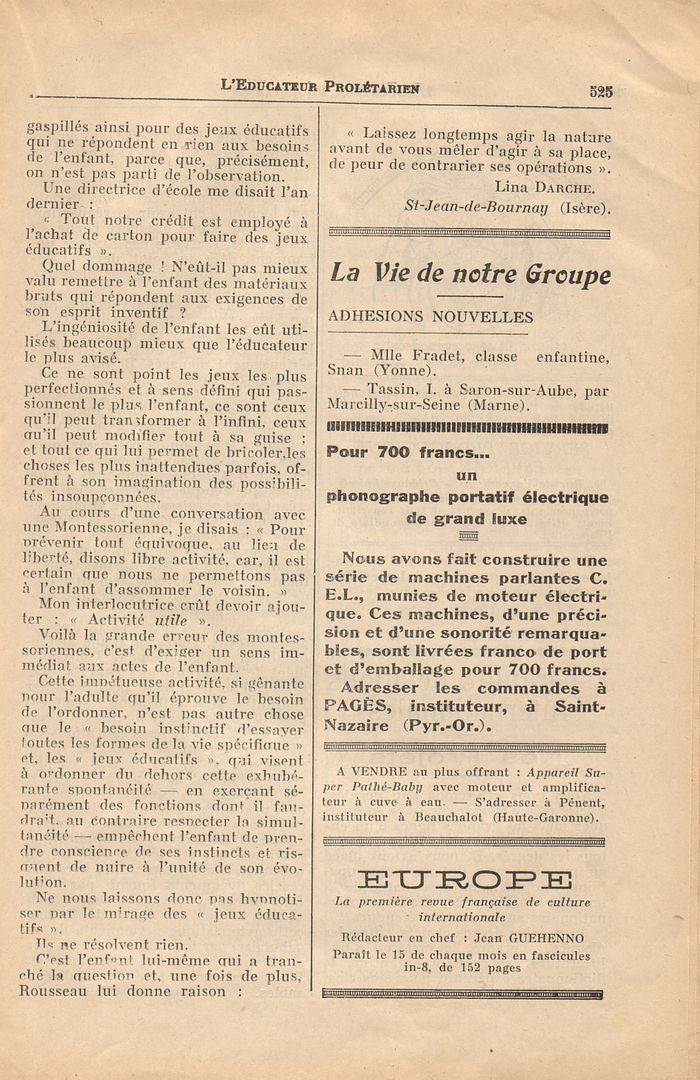 L'EDUCATEUR PROLÉTARIEN
525
gaspillés ainsi pour des jeux éducatifs
qui ne répondent en rien aux besoins
de l'enfant, parce que, précisément,
on n'est pas parti de l'observation.
Une directrice d'école me disait l'an
dernier :
« Tout notre crédit est employé à
l'achat de carton pour faire des jeux
éducatifs ».
Quel dommage ! N'eût-il pas mieux
valu remettre à l'enfant des matériaux
bruts qui répondent aux exigences de
son esprit inventif ?
L'ingéniosité de l'enfant les eût uti-
lisés beaucoup mieux que l'éducateur
le plus avisé.
Ce ne sont point les jeux les plus
perfectionnés et à sens défini qui pas-
sionnent le plus l'enfant, ce sont ceux
qu'il peut transformer à l'infini, ceux
qu'il peut modifier tout à sa guise ;
et tout ce qui lui permet de bricoler,les
choses les plus inattendues parfois, of-
frent à son imagination des possibili-
tés insoupçonnées.
Au cours d'une conversation avec
une Montessorienne, je disais : « Pour
prévenir tout équivoque, au lieu de
liberté, disons libre activité, car, il est
certain que nous ne permettons pas
à l'enfant d'assommer le voisin. »
Mon interlocutrice crût devoir ajou-
ter : « Activité utile ».
Voilà la grande erreur des montes-
soriennes, c'est d'exiger un sens im-
médiat aux actes de l'enfant.
Cette impétueuse activité, si gênante
pour l'adulte qu'il éprouve le besoin
de l'ordonner, n'est pas autre chose
que le « besoin instinctif d'essayer
toutes les formes de la vie spécifique »
et, les « jeux éducatifs », qui visent
à ordonner du dehors cette exhubé-
rante spontanéité — en exerçant sé-
parément des fonctions dont il fau-
drait, au contraire respecter la simul-
tanéité — empêchent l'enfant de pren-
dre conscience de ses instincts et ris-
quent de nuire à l'unité de son évo-
lution.
Ne nous laissons donc pas hypnoti-
ser par le mirage des « jeux éduca-
tifs ».
Ils ne résolvent rien.
C'est l'enfant lui-même qui a tran-
ché la question et, une fois de plus,
Rousseau lui donne raison :
« Laissez longtemps agir la nature
avant de vous mêler d'agir à sa place,
de peur de contrarier ses opérations ».
Lina DARCHE.
St-Jean-de-Bournay (Isère).
La Vie de notre Groupe
ADHESIONS NOUVELLES
— Mlle Fradet, classe enfantine,
Snan (Yonne).
— Tassin, I. à Saron-sur-Aube, par
Marcilly-sur-Seine (Marne).
Pour 700 francs...
un
phonographe portatif électrique
de grand luxe
Nous avons fait construire une
série de machines parlantes C.
E.L., munies de moteur électri-
que. Ces machines, d'une préci-
sion et d'une sonorité remarqua-
bles, sont livrées franco de port
et d'emballage pour 700 francs.
Adresser les commandes à
PAGÈS, instituteur, à Saint-
Nazaire (Pyr.-Or.).
A VENDRE au plus offrant : Appareil Su-
per Pathé-Baby avec moteur et amplifica-
teur à cuve à eau. — S'adresser à Pénent,
instituteur à Beauchalot (Haute-Garonne).
EUROPE
La première revue française de culture
internationale
Rédacteur en chef : Jean GUEHENNO
Paraît le 15 de chaque mois en fascicules
in-8, de 152 pages